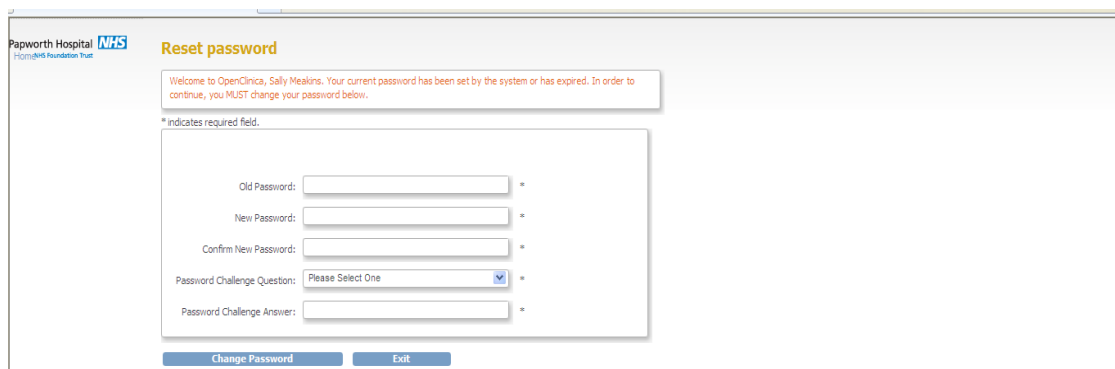 Papworth Hospital NHS
Home NHS Foundation Trust
Reset password
Welcome to OpenClinica, Sally Meakins. Your current password has been set by the system or has expired. In order to
continue, you MUST change your password below.
* indicates required field.
Old Password: *
New Password: *
Confirm New Password: *
Password Challenge Question: Please Select One *
Password Challenge Answer: *
Change Password Exit